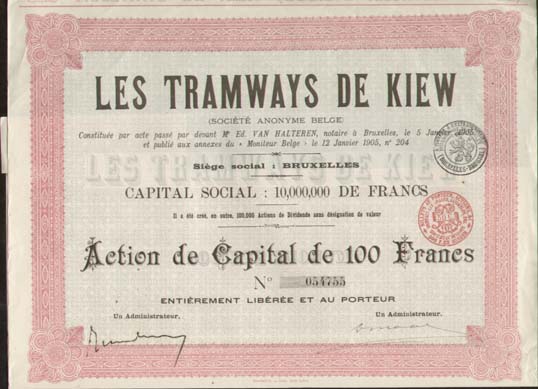 LES TRAMWAYS DE KIEW
(SOCIÉTÉ ANONYME BELGE)
Constituée par acte passé par devant Me Ed. VAN HALTEREN, notaire à Bruxelles, le 5 Janvier 1905
et publié aux annexes du « Moniteur Belge » le 12 Janvier 1905, no 204
Siège social : BRUXELLES
CAPITAL SOCIAL : 10,000,000 DE FRANCS
Il a été créé, en outre, 100,000 Actions de Dividende sans désignation de valeur
Action de Capital de 100 Francs
No 054755
ENTIÈREMENT LIBÉRÉE ET AU PORTEUR
Un Administrateur.
Un Administrateur.